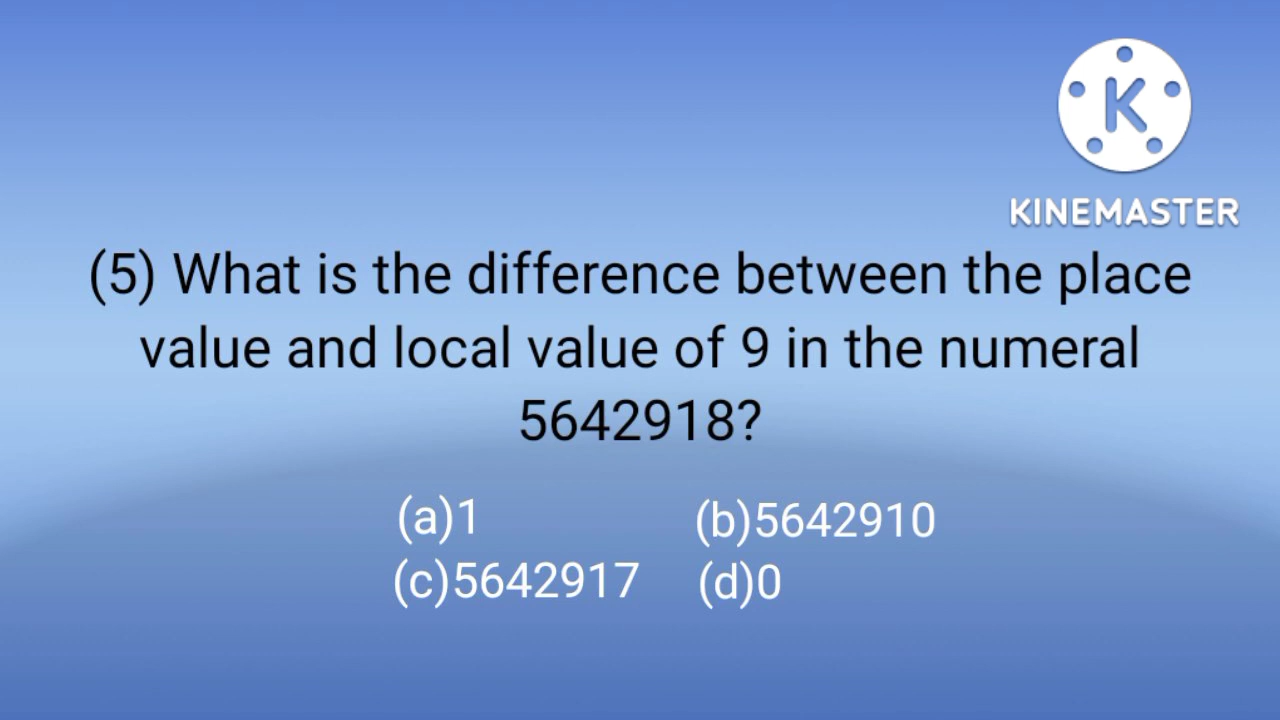 K
KINEMASTER
(5) What is the difference between the place
value and local value of 9 in the numeral
5642918?
(a)1 (b)5642910
(c)5642917 (d)0